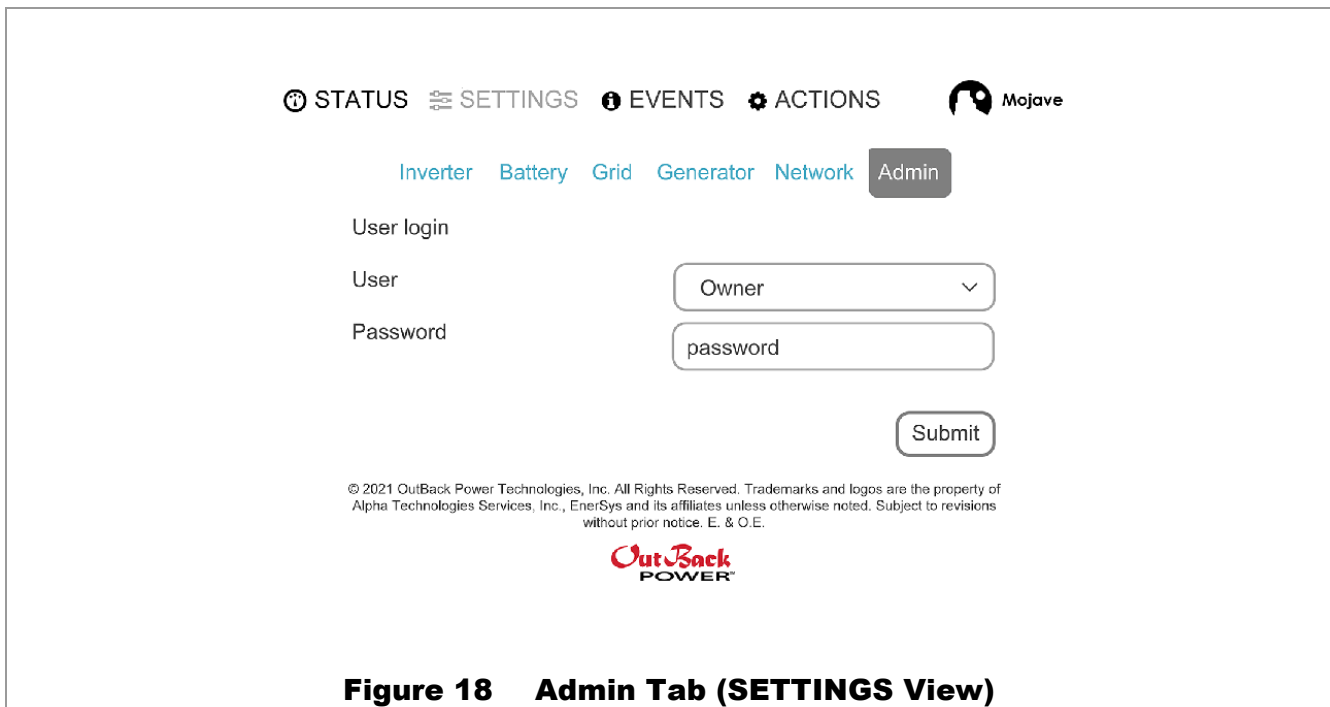 STATUS SETTINGS EVENTS ACTIONS Mojave
Inverter Battery Grid Generator Network Admin
User login
User Owner
Password password
Submit
© 2021 OutBack Power Technologies, Inc. All Rights Reserved. Trademarks and logos are the property of
Alpha Technologies Services, Inc., EnerSys and its affiliates unless otherwise noted. Subject to revisions
without prior notice. E. & O.E.
OutBack
POWER™
Figure 18 Admin Tab (SETTINGS View)